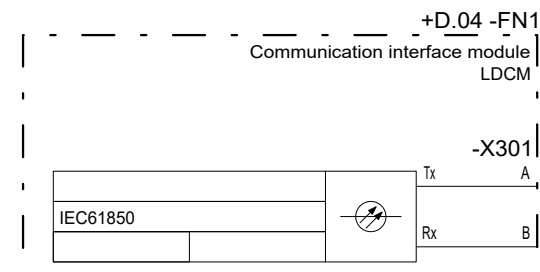 +D.04 -FN1
Communication interface module
LDCM
-X301
Tx A
IEC61850
Rx B